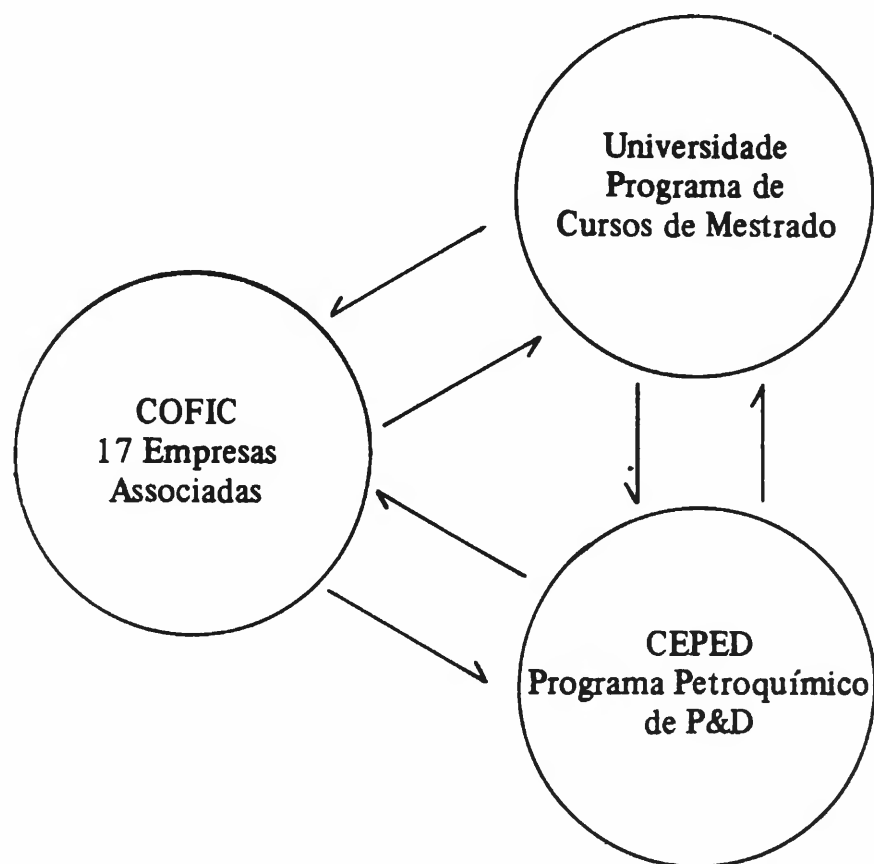 Universidade
Programa de
Cursos de Mestrado
COFIC
17 Empresas
Associadas
CEPED
Programa Petroquímico
de P&D